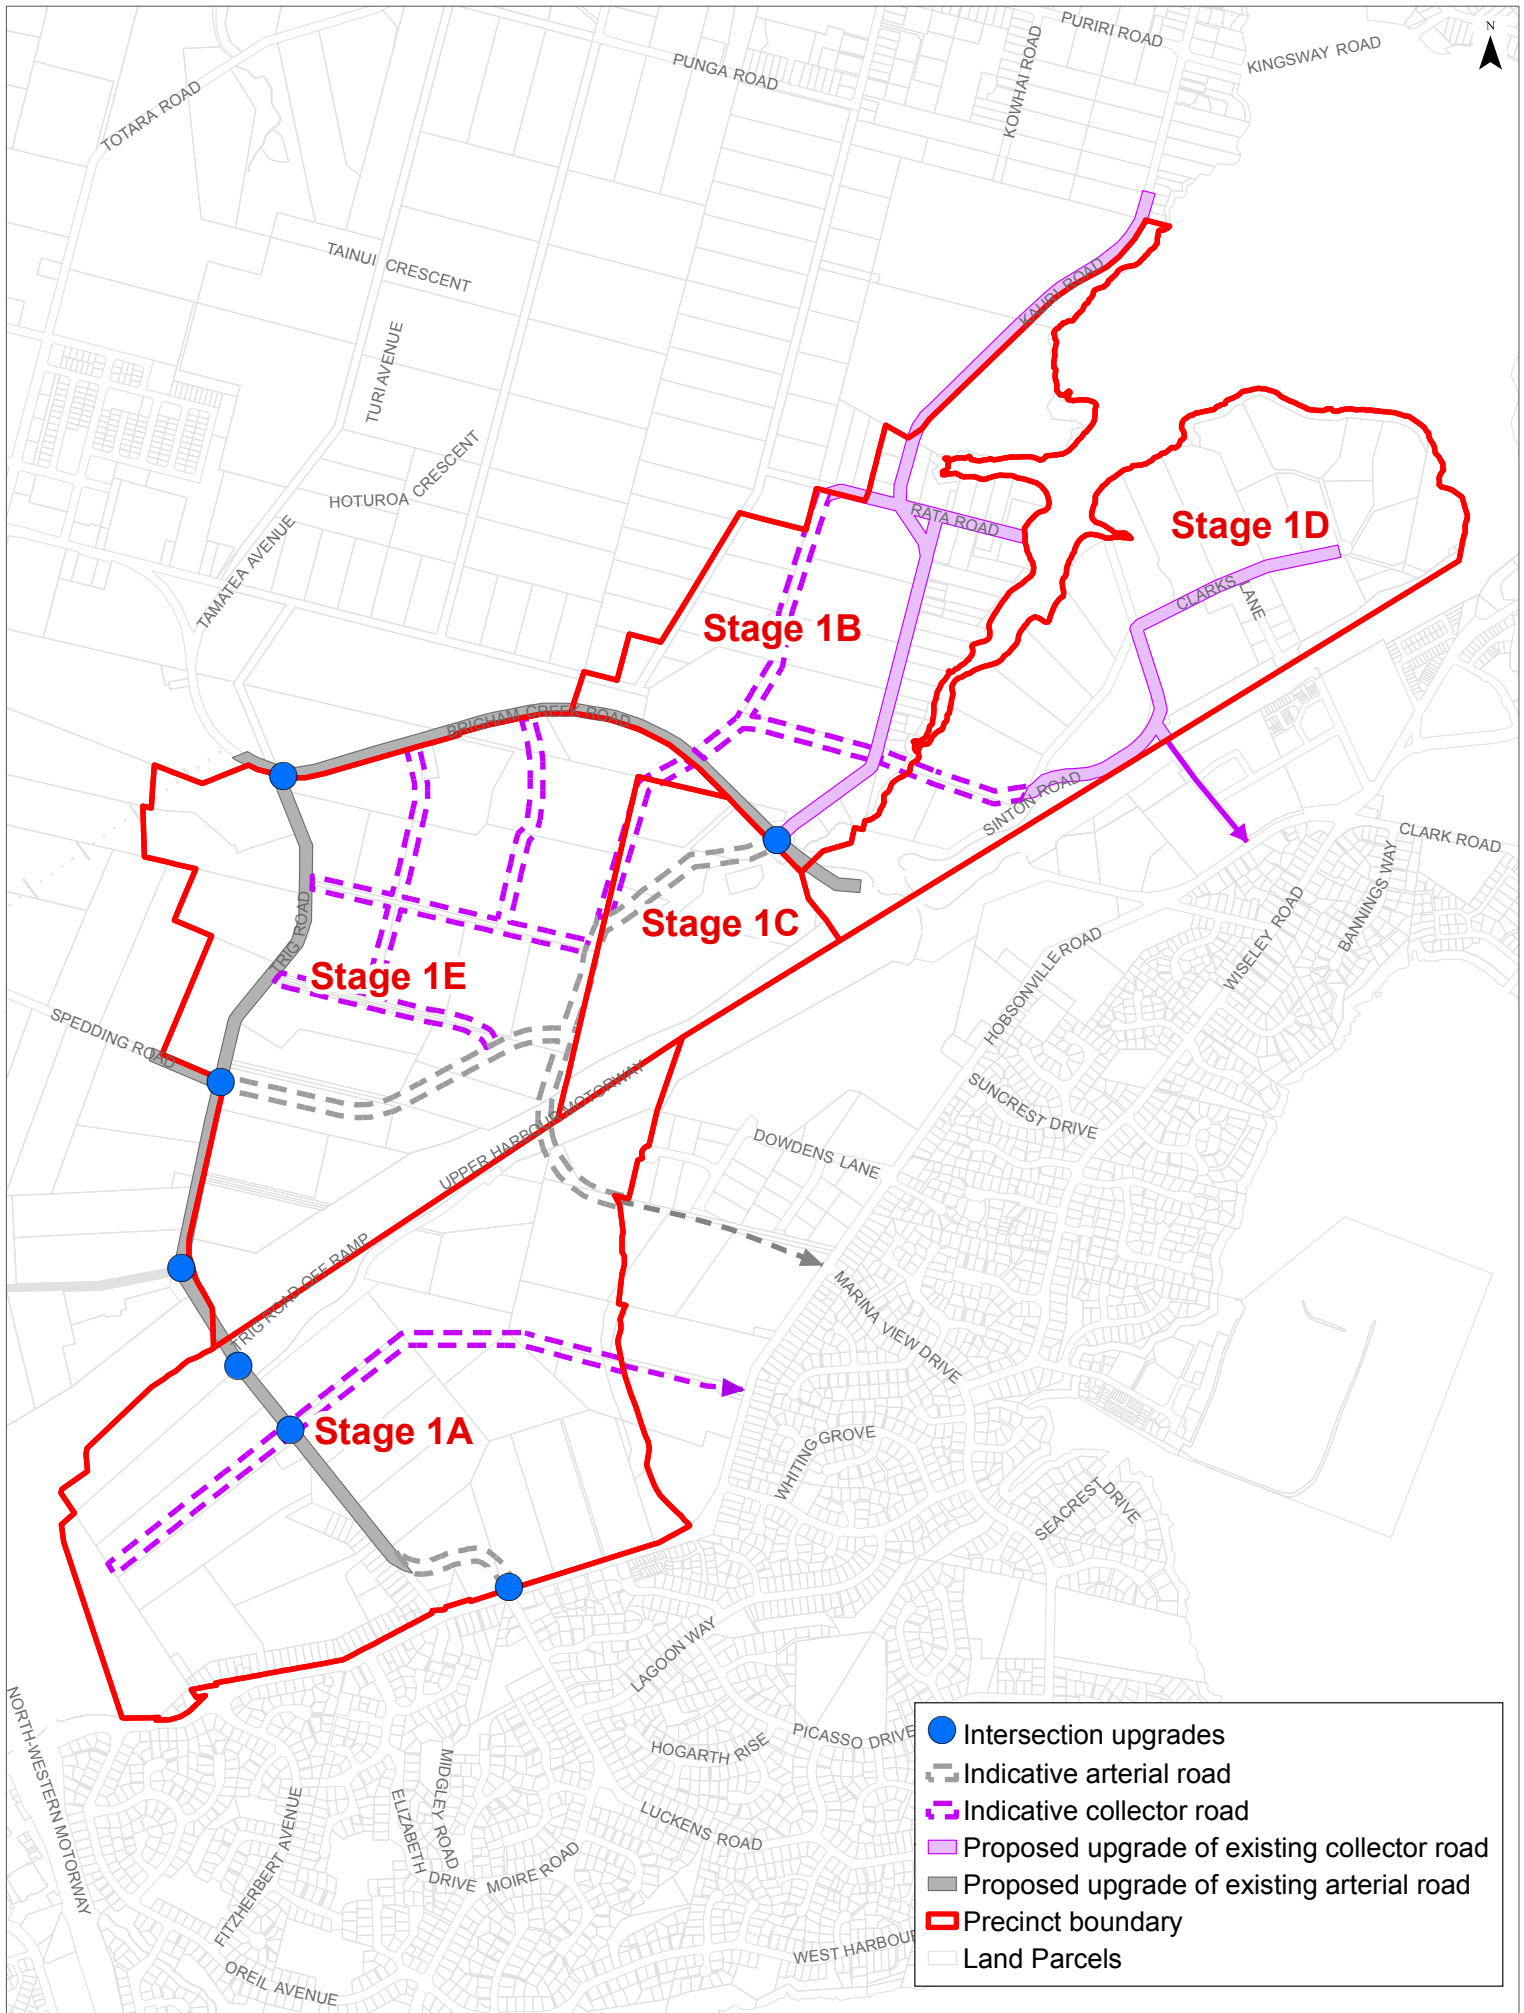 N
PURIRI ROAD
KINGSWAY ROAD
KOWHAI ROAD
PUNGA ROAD
TOTARA ROAD
TAINUI CRESCENT
KAURI ROAD
TURI AVENUE
HOTUROA CRESCENT
RATA ROAD
Stage 1D
TAMATEA AVENUE
CLARKS LANE
Stage 1B
BRIGHAM CREEK ROAD
SINTON ROAD
CLARK ROAD
BANNINGS WAY
WISELEY ROAD
Stage 1C
TRIG ROAD
Stage 1E
HOBSONVILLE ROAD
SPEDDING ROAD
SUNCREST DRIVE
UPPER HARBOUR MOTORWAY
DOWDENS LANE
TRIG ROAD OFF RAMP
MARINA VIEW DRIVE
Stage 1A
WHITING GROVE
SEACREST DRIVE
LAGOON WAY
NORTH-WESTERN MOTORWAY
HOGARTH RISE
PICASSO DRIVE
MIDGLEY ROAD
ELIZABETH DRIVE
FITZHERBERT AVENUE
LUCKENS ROAD
MOIRE ROAD
WEST HARBOU
OREIL AVENUE
Intersection upgrades
Indicative arterial road
Indicative collector road
Proposed upgrade of existing collector road
Proposed upgrade of existing arterial road
Precinct boundary
Land Parcels